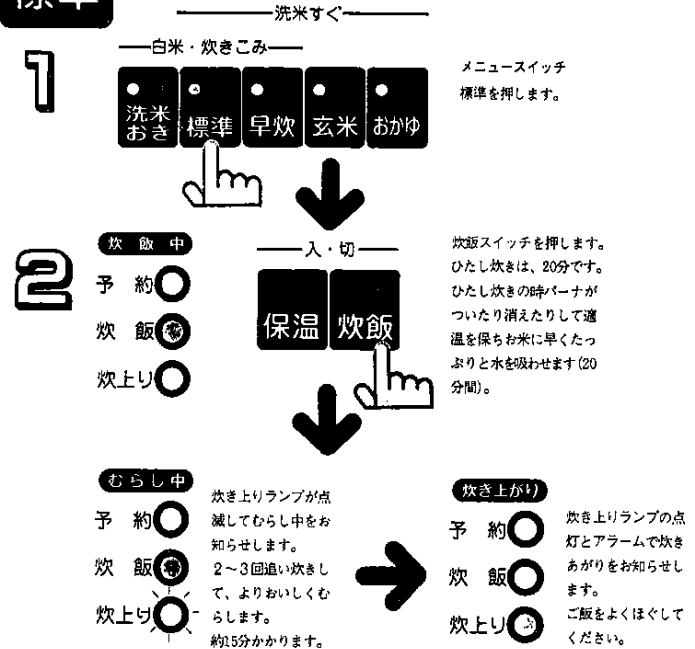 標準
洗米すぐ
白米・炊きこみ
1
洗米おき
標準
早炊
玄米
おかゆ
メニュースイッチ
標準を押します。
2
炊飯中
予約
炊飯
炊上り
入・切
保温
炊飯
炊飯スイッチを押します。
ひたし炊きは、20分です。
ひたし炊きの時バーナが
ついたり消えたりして適
温を保ちお米に早くたっ
ぷりと水を吸わせます(20
分間)。
むらし中
予約
炊飯
炊上り
炊き上りランプが点
滅してむらし中をお
知らせします。
2〜3回追い炊きし
て、よりおいしくむ
らします。
約15分かかります。
炊き上がり
予約
炊飯
炊上り
炊き上りランプの点
灯とアラームで炊き
あがりをお知らせし
ます。
ご飯をよくほぐして
ください。